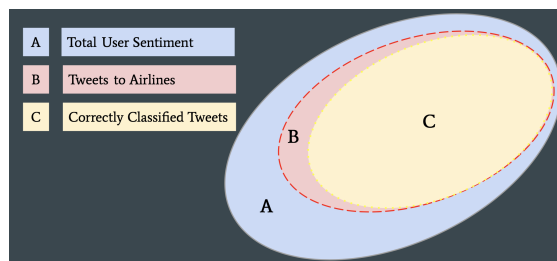 A Total User Sentiment
B Tweets to Airlines
C Correctly Classified Tweets
B
C
A